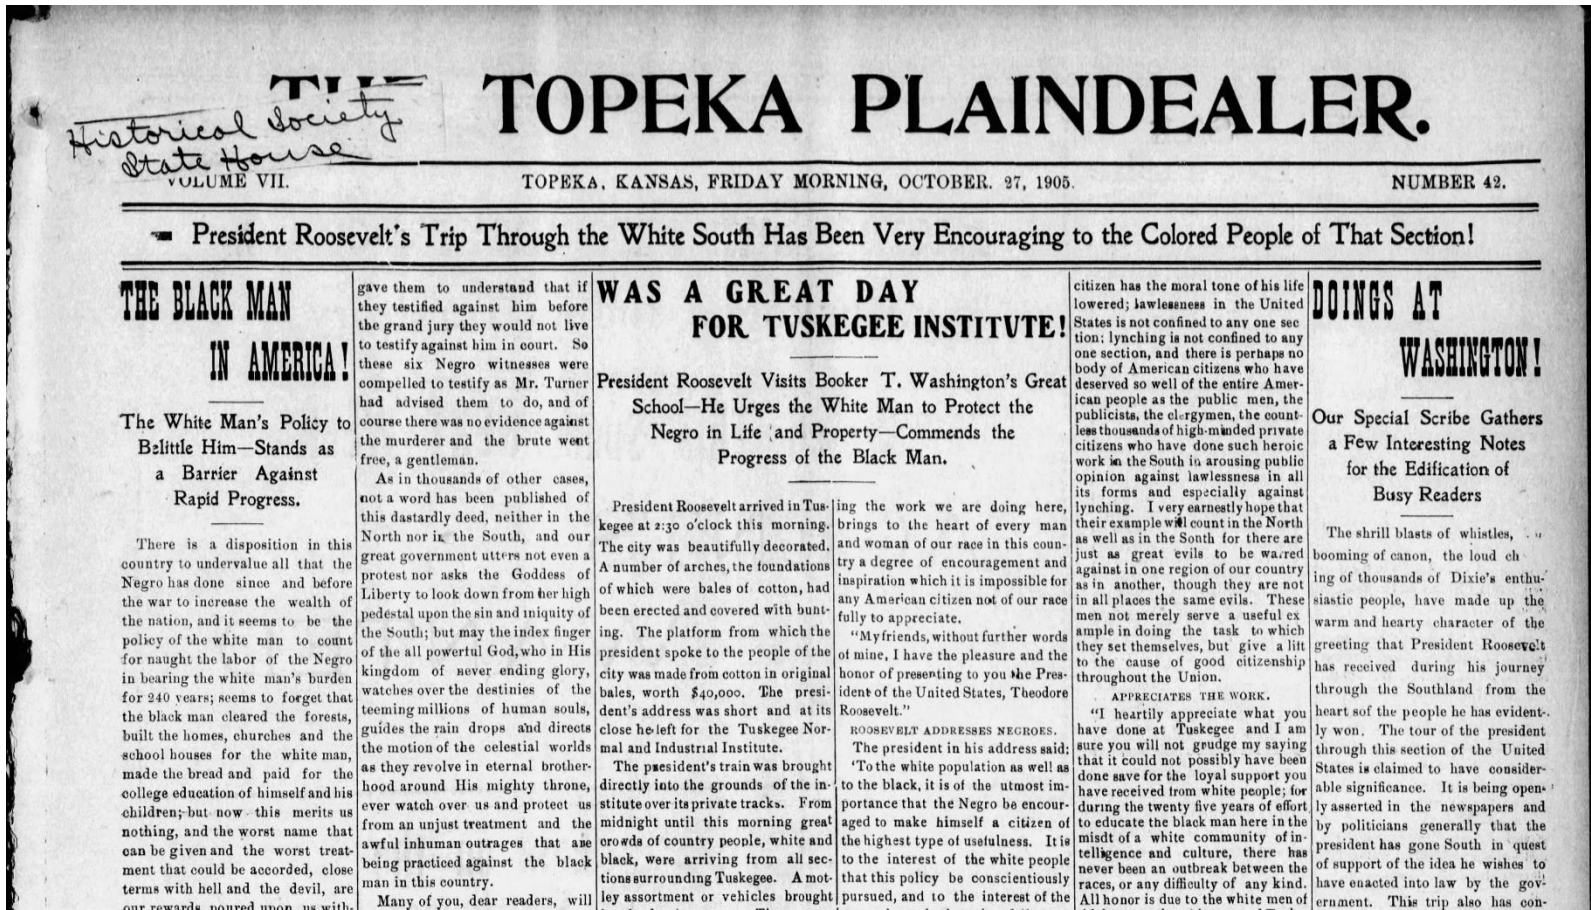 THE TOPEKA PLAINDEALER.
Historical Society
State House
VOLUME VII.
TOPEKA, KANSAS, FRIDAY MORNING, OCTOBER. 27, 1905.
NUMBER 42.
President Roosevelt's Trip Through the White South Has Been Very Encouraging to the Colored People of That Section!
THE BLACK MAN
IN AMERICA!
The White Man's Policy to
Belittle Him—Stands as
a Barrier Against
Rapid Progress.
There is a disposition in this
country to undervalue all that the
Negro has done since and before
the war to increase the wealth of
the nation, and it seems to be the
policy of the white man to count
for naught the labor of the Negro
in bearing the white man's burden
for 240 years; seems to forget that
the black man cleared the forests,
built the homes, churches and the
school houses for the white man,
made the bread and paid for the
college education of himself and his
children; but now this merits us
nothing, and the worst name that
can be given and the worst treat-
ment that could be accorded, close
terms with hell and the devil, are
our rewards, poured upon us with-
gave them to understand that if
they testified against him before
the grand jury they would not live
to testify against him in court. So
these six Negro witnesses were
compelled to testify as Mr. Turner
had advised them to do, and of
course there was no evidence against
the murderer and the brute went
free, a gentleman.
As in thousands of other cases,
not a word has been published of
this dastardly deed, neither in the
North nor in the South, and our
great government utters not even a
protest nor asks the Goddess of
Liberty to look down from her high
pedestal upon the sin and iniquity of
the South; but may the index finger
of the all powerful God, who in His
kingdom of never ending glory,
watches over the destinies of the
teeming millions of human souls,
guides the rain drops and directs
the motion of the celestial worlds
as they revolve in eternal brother-
hood around His mighty throne,
ever watch over us and protect us
from an unjust treatment and the
awful inhuman outrages that are
being practiced against the black
man in this country.
Many of you, dear readers, will
WAS A GREAT DAY
FOR TUSKEGEE INSTITUTE!
President Roosevelt Visits Booker T. Washington's Great
School—He Urges the White Man to Protect the
Negro in Life and Property—Commends the
Progress of the Black Man.
President Roosevelt arrived in Tus-
kegee at 2:30 o'clock this morning.
The city was beautifully decorated.
A number of arches, the foundations
of which were bales of cotton, had
been erected and covered with bunt-
ing. The platform from which the
president spoke to the people of the
city was made from cotton in original
bales, worth $40,000. The presi-
dent's address was short and at its
close he left for the Tuskegee Nor-
mal and Industrial Institute.
The president's train was brought
directly into the grounds of the in-
stitute over its private tracks. From
midnight until this morning great
crowds of country people, white and
black, were arriving from all sec-
tions surrounding Tuskegee. A mot-
ley assortment or vehicles brought
ing the work we are doing here,
brings to the heart of every man
and woman of our race in this coun-
try a degree of encouragement and
inspiration which it is impossible for
any American citizen not of our race
fully to appreciate.
"My friends, without further words
of mine, I have the pleasure and the
honor of presenting to you the Pres-
ident of the United States, Theodore
Roosevelt."
ROOSEVELT ADDRESSES NEGROES.
The president in his address said;
'To the white population as well as
to the black, it is of the utmost im-
portance that the Negro be encour-
aged to make himself a citizen of
the highest type of usefulness. It is
to the interest of the white people
that this policy be conscientiously
pursued, and to the interest of the
citizen has the moral tone of his life
lowered; lawlessness in the United
States is not confined to any one sec
tion; lynching is not confined to any
one section, and there is perhaps no
body of American citizens who have
deserved so well of the entire Amer-
ican people as the public men, the
publicists, the clergymen, the count-
less thousands of high-minded private
citizens who have done such heroic
work in the South in arousing public
opinion against lawlessness in all
its forms and especially against
lynching. I very earnestly hope that
their example will count in the North
as well as in the Sonth for there are
just as great evils to be warred
against in one region of our country
as in another, though they are not
in all places the same evils. These
men not merely serve a useful ex
ample in doing the task to which
they set themselves, but give a lift
to the cause of good citizenship
throughout the Union.
APPRECIATES THE WORK.
"I heartily appreciate what you
have done at Tuskegee and I am
sure you will not grudge my saying
that it could not possibly have been
done save for the loyal support you
have received from white people; for
during the twenty five years of effort
to educate the black man here in the
misdt of a white community of in-
telligence and culture, there has
never been an outbreak between the
races, or any difficulty of any kind.
All honor is due to the white men of
DOINGS AT
WASHINGTON!
Our Special Scribe Gathers
a Few Interesting Notes
for the Edification of
Busy Readers
The shrill blasts of whistles,
booming of canon, the loud ch
ing of thousands of Dixie's enthu-
siastic people, have made up the
warm and hearty character of the
greeting that President Roosevelt
has received during his journey
through the Southland from the
heart sof the people he has evident-
ly won. The tour of the president
through this section of the United
States is claimed to have consider-
able significance. It is being open-
ly asserted in the newspapers and
by politicians generally that the
president has gone South in quest
of support of the idea he wishes to
have enacted into law by the gov-
ernment. This trip also has con-